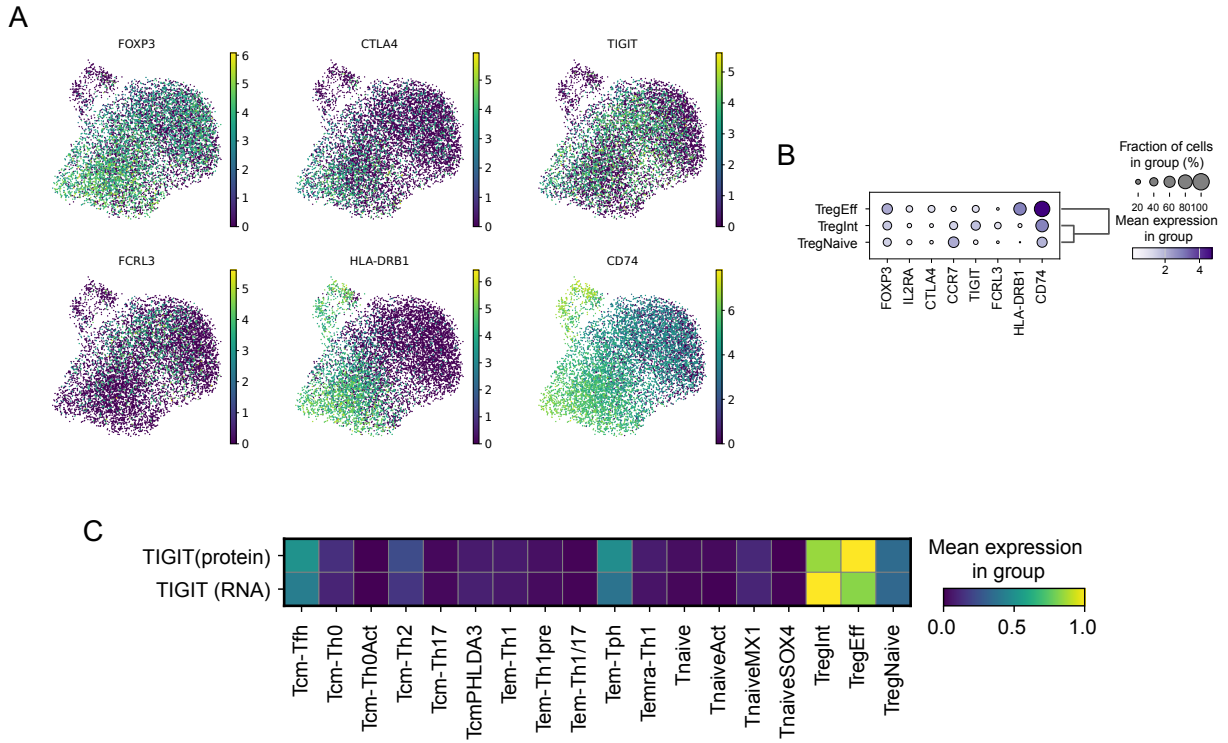 A
FOXP3
CTLA4
TIGIT
6
5
4
3
2
1
0
5
4
3
2
1
0
5
4
3
2
1
0
FCRL3
HLA-DRB1
CD74
5
4
3
2
1
0
6
5
4
3
2
1
0
6
4
2
0
B
TregEff
TregInt
TregNaive
FOXP3
IL2RA
CTLA4
CCR7
TIGIT
FCRL3
HLA-DRB1
CD74
Fraction of cells
in group (%)
20 40 60 80100
Mean expression
in group
2 4
C
TIGIT(protein)
TIGIT (RNA)
Tcm-Tfh
Tcm-Th0
Tcm-Th0Act
Tcm-Th2
Tcm-Th17
TcmPHLDA3
Tem-Th1
Tem-Th1pre
Tem-Th1/17
Tem-Tph
Temra-Th1
Tnaive
TnaiveAct
TnaiveMX1
TnaiveSOX4
TregInt
TregEff
TregNaive
Mean expression
in group
0.0 0.5 1.0